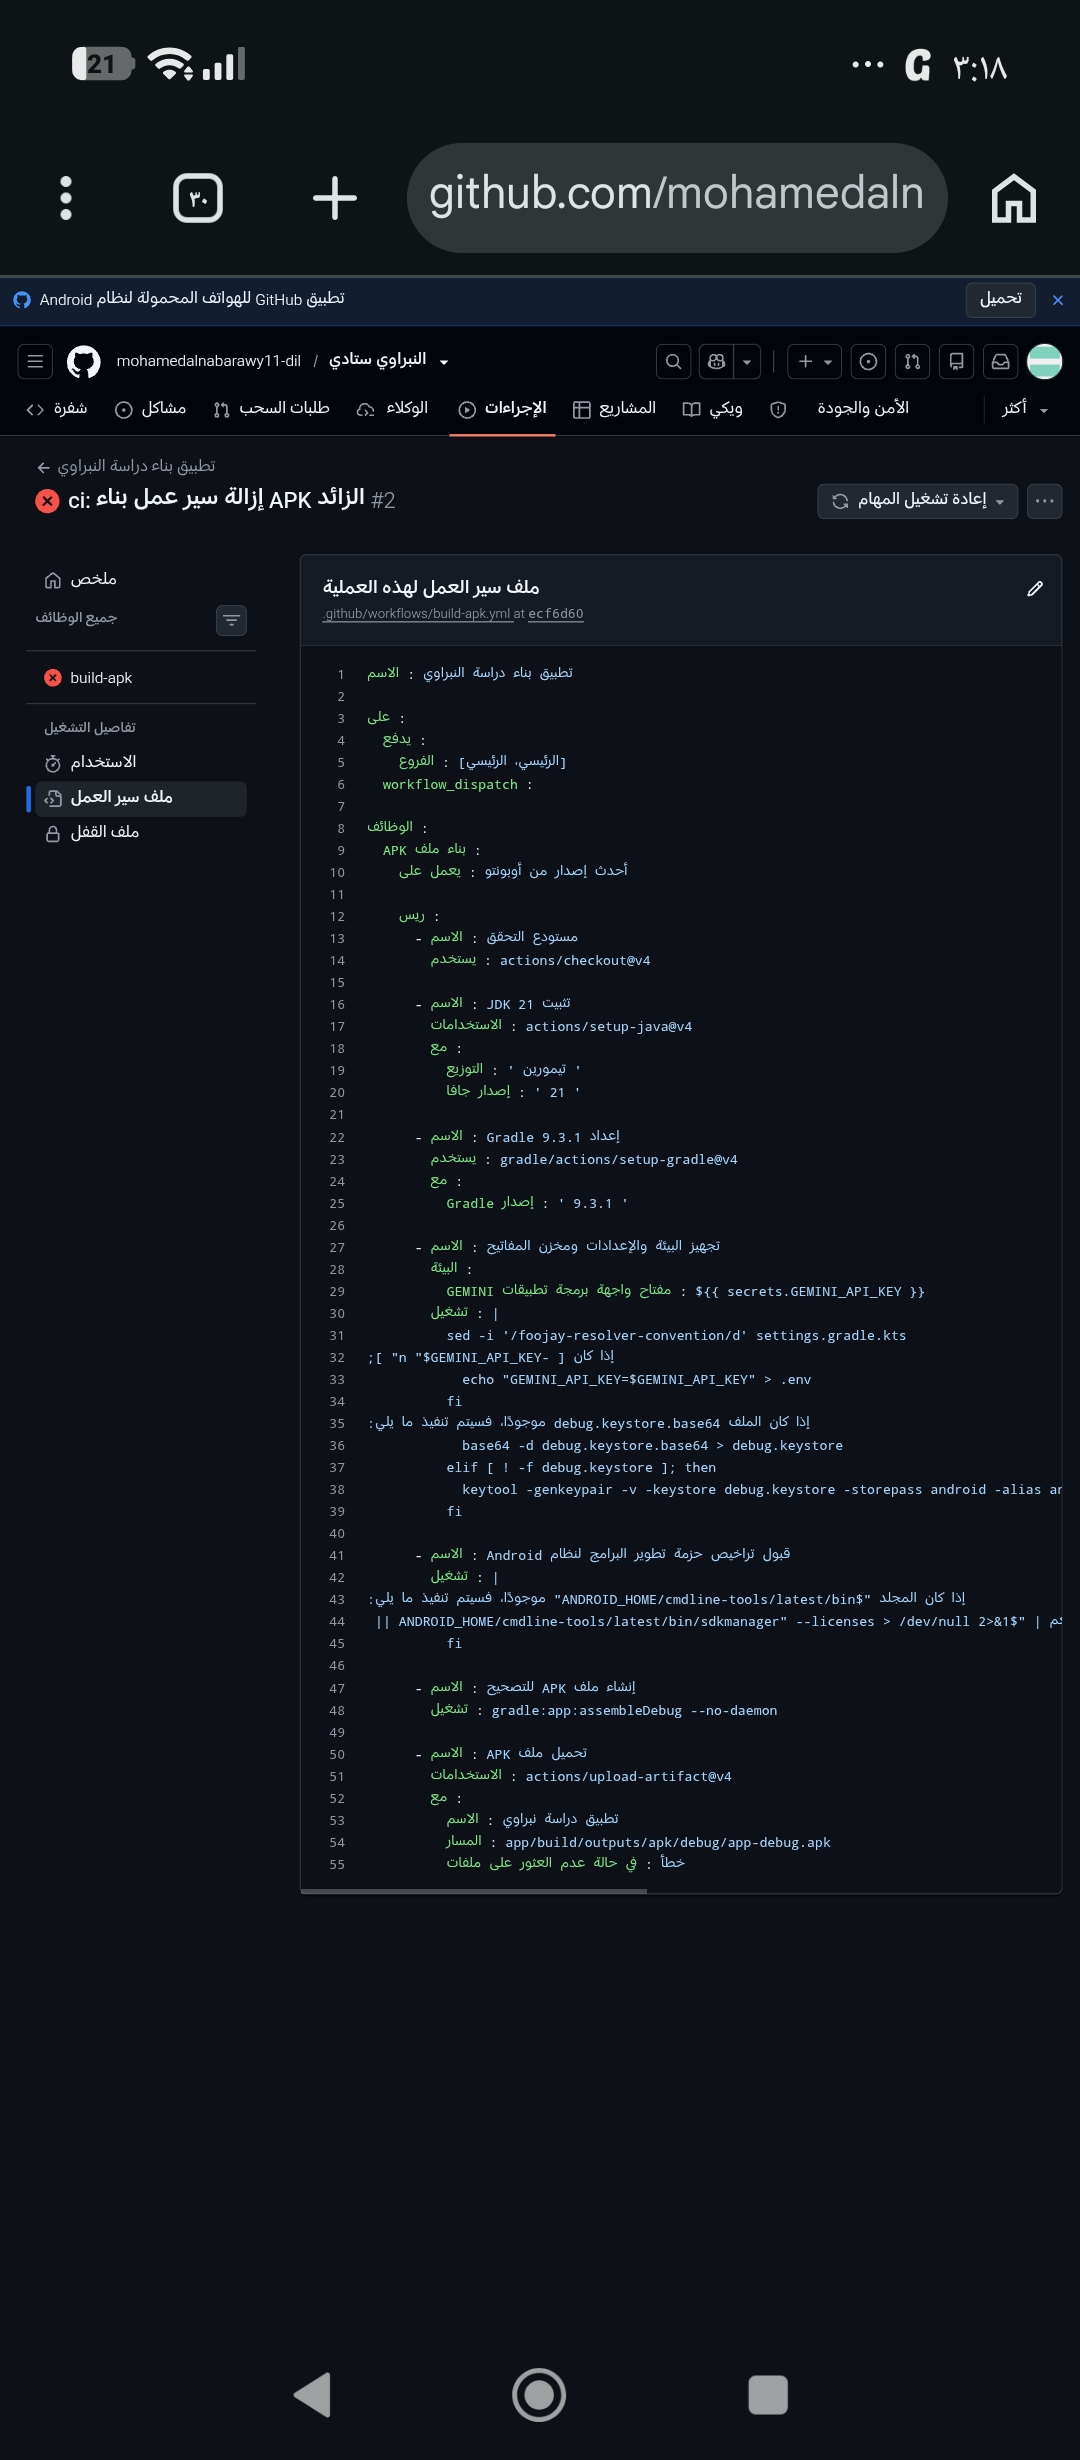 21
... G ٣:١٨
٣٠
github.com/mohamedaln
تطبيق GitHub للهواتف المحمولة لنظام Android
تحميل
mohamedalnabarawy11-dil / النبراوي ستادي
شفرة
مشاكل
طلبات السحب
الوكلاء
الإجراءات
المشاريع
ويكي
الأمن والجودة
أكثر
← تطبيق بناء دراسة النبراوي
ci: إزالة سير عمل بناء APK الزائد #2
إعادة تشغيل المهام
ملخص
جميع الوظائف
build-apk
تفاصيل التشغيل
الاستخدام
ملف سير العمل
ملف القفل
ملف سير العمل لهذه العملية
.github/workflows/build-apk.yml at ecf6d60
1 الاسم : تطبيق بناء دراسة النبراوي
2
3 على :
4 يدفع :
5 الفروع : [الرئيسي، الرئيسي]
6 workflow_dispatch :
7
8 الوظائف :
9 بناء ملف APK :
10 يعمل على : أحدث إصدار من أوبونتو
11
12 ريس :
13 - الاسم : مستودع التحقق
14 يستخدم : actions/checkout@v4
15
16 - الاسم : تثبيت JDK 21
17 الاستخدامات : actions/setup-java@v4
18 مع :
19 التوزيع : ' تيمورين '
20 إصدار جافا : ' 21 '
21
22 - الاسم : إعداد Gradle 9.3.1
23 يستخدم : gradle/actions/setup-gradle@v4
24 مع :
25 إصدار Gradle : ' 9.3.1 '
26
27 - الاسم : تجهيز البيئة والإعدادات ومخزن المفاتيح
28 البيئة :
29 مفتاح واجهة برمجة تطبيقات GEMINI : ${{ secrets.GEMINI_API_KEY }}
30 تشغيل : |
31 sed -i '/foojay-resolver-convention/d' settings.gradle.kts
32 إذا كان [ -n "$GEMINI_API_KEY" ];
33 echo "GEMINI_API_KEY=$GEMINI_API_KEY" > .env
34 fi
35 إذا كان الملف debug.keystore.base64 موجودًا، فسيتم تنفيذ ما يلي:
36 base64 -d debug.keystore.base64 > debug.keystore
37 elif [ ! -f debug.keystore ]; then
38 keytool -genkeypair -v -keystore debug.keystore -storepass android -alias an
39 fi
40
41 - الاسم : قبول تراخيص حزمة تطوير البرامج لنظام Android
42 تشغيل : |
43 إذا كان المجلد "$ANDROID_HOME/cmdline-tools/latest/bin" موجودًا، فسيتم تنفيذ ما يلي:
44 | "$ANDROID_HOME/cmdline-tools/latest/bin/sdkmanager" --licenses > /dev/null 2>&1 ||
45 fi
46
47 - الاسم : إنشاء ملف APK للتصحيح
48 تشغيل : gradle:app:assembleDebug --no-daemon
49
50 - الاسم : تحميل ملف APK
51 الاستخدامات : actions/upload-artifact@v4
52 مع :
53 الاسم : تطبيق دراسة نبراوي
54 المسار : app/build/outputs/apk/debug/app-debug.apk
55 في حالة عدم العثور على ملفات : خطأ